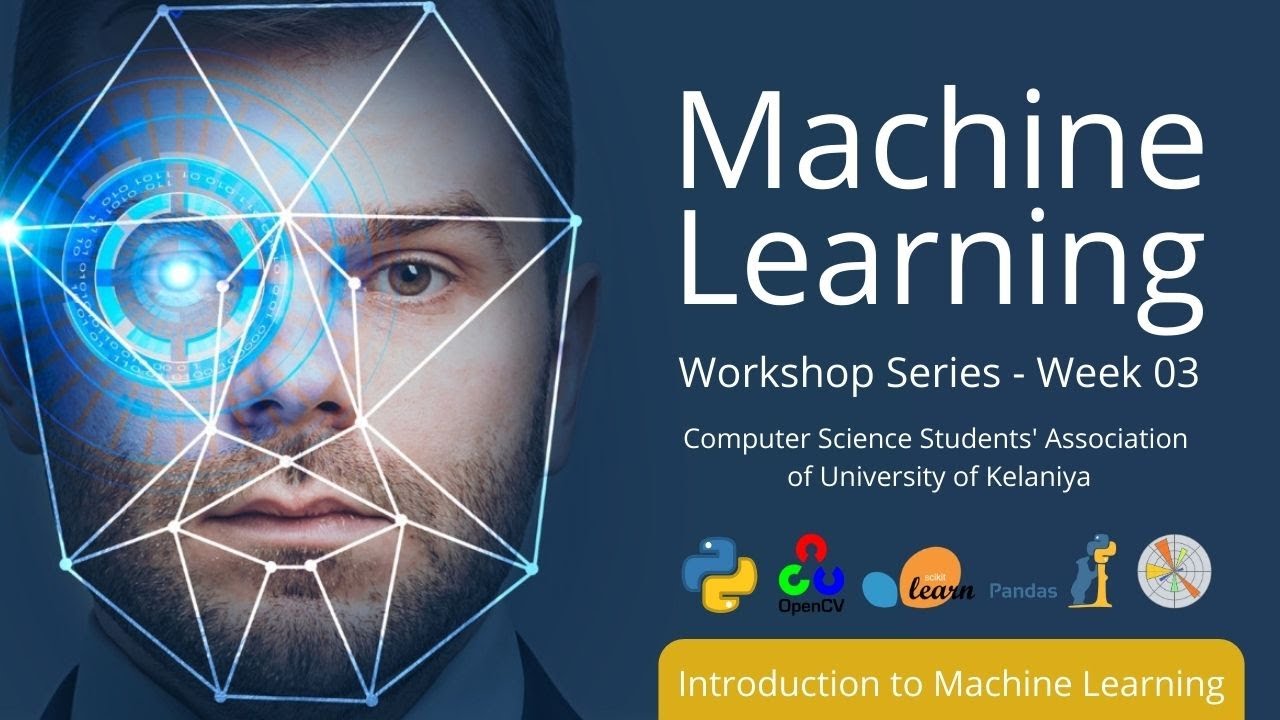 Machine
Learning
Workshop Series - Week 03
Computer Science Students' Association
of University of Kelaniya
OpenCV
scikit
learn
Pandas
Introduction to Machine Learning